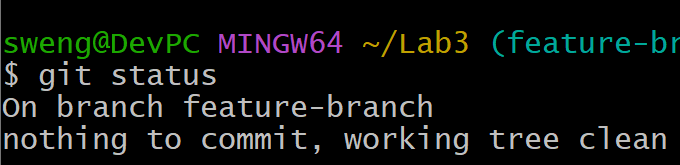 sweng@DevPC MINGW64 ~/Lab3 (feature-br
$ git status
On branch feature-branch
nothing to commit, working tree clean